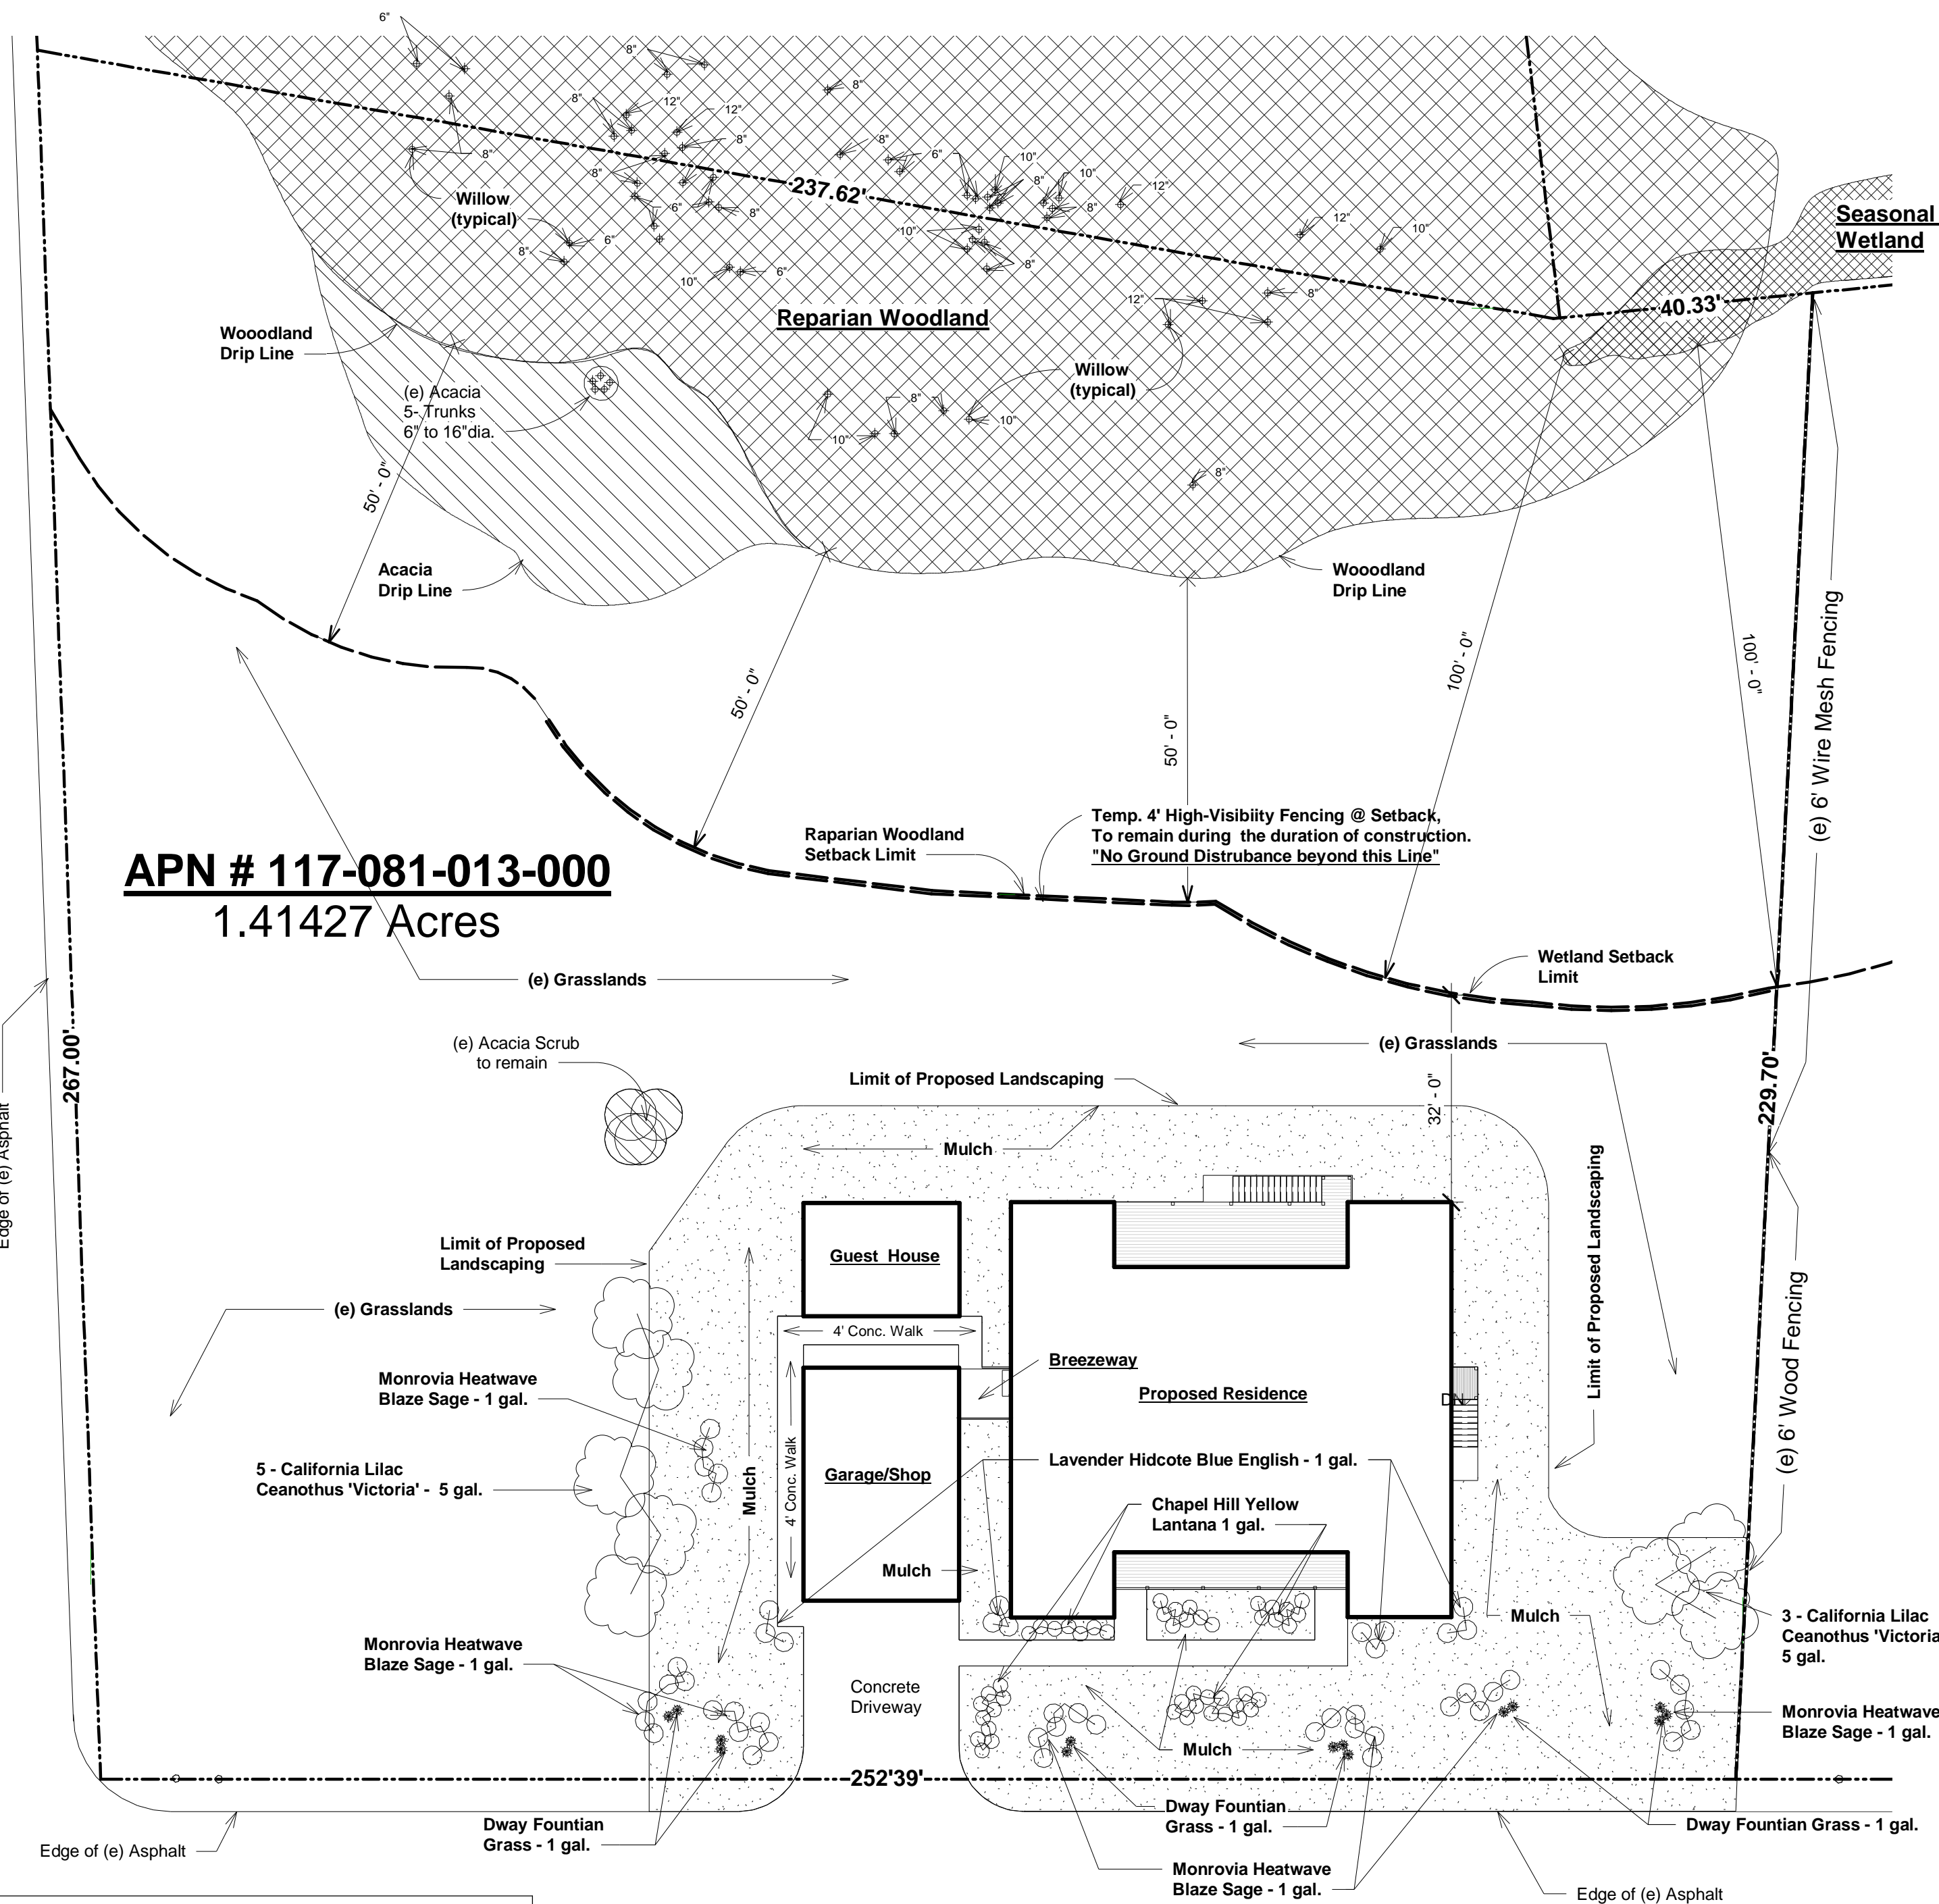 6"
8"
8"
8"
12"
12"
8"
8"
8"
6"
10"
8"
10"
12"
8"
8"
Willow
(typical)
6"
8"
237.62'
8"
12"
10"
10"
8"
6"
8"
10"
6"
12"
8"
Seasonal
Wetland
40.33'
Reparian Woodland
Wooodland
Drip Line
(e) Acacia
5- Trunks
6" to 16"dia.
Willow
(typical)
8"
10"
10"
8"
50' - 0"
Acacia
Drip Line
Wooodland
Drip Line
50' - 0"
50' - 0"
100' - 0"
100' - 0"
(e) 6' Wire Mesh Fencing
Temp. 4' High-Visibiity Fencing @ Setback,
To remain during the duration of construction.
"No Ground Distrubance beyond this Line"
Raparian Woodland
Setback Limit
APN # 117-081-013-000
1.41427 Acres
(e) Grasslands
Wetland Setback
Limit
267.00'
Edge of (e) Asphalt
(e) Acacia Scrub
to remain
(e) Grasslands
32' - 0"
229.70'
Limit of Proposed Landscaping
Mulch
Limit of Proposed Landscaping
Guest House
Limit of Proposed
Landscaping
(e) Grasslands
4' Conc. Walk
Breezeway
Proposed Residence
DN
(e) 6' Wood Fencing
Monrovia Heatwave
Blaze Sage - 1 gal.
5 - California Lilac
Ceanothus 'Victoria' - 5 gal.
Mulch
4' Conc. Walk
Garage/Shop
Lavender Hidcote Blue English - 1 gal.
Chapel Hill Yellow
Lantana 1 gal.
Mulch
Mulch
3 - California Lilac
Ceanothus 'Victoria
5 gal.
Monrovia Heatwave
Blaze Sage - 1 gal.
Concrete
Driveway
Monrovia Heatwave
Blaze Sage - 1 gal.
Mulch
252'39'
Dway Fountian
Grass - 1 gal.
Dway Fountian
Grass - 1 gal.
Dway Fountian Grass - 1 gal.
Edge of (e) Asphalt
Monrovia Heatwave
Blaze Sage - 1 gal.
Edge of (e) Asphalt